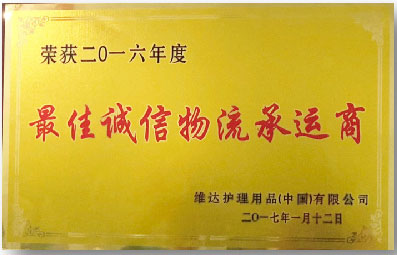 荣获二〇一六年度
最佳诚信物流承运商
维达护理用品(中国)有限公司
二〇一七年一月十二日